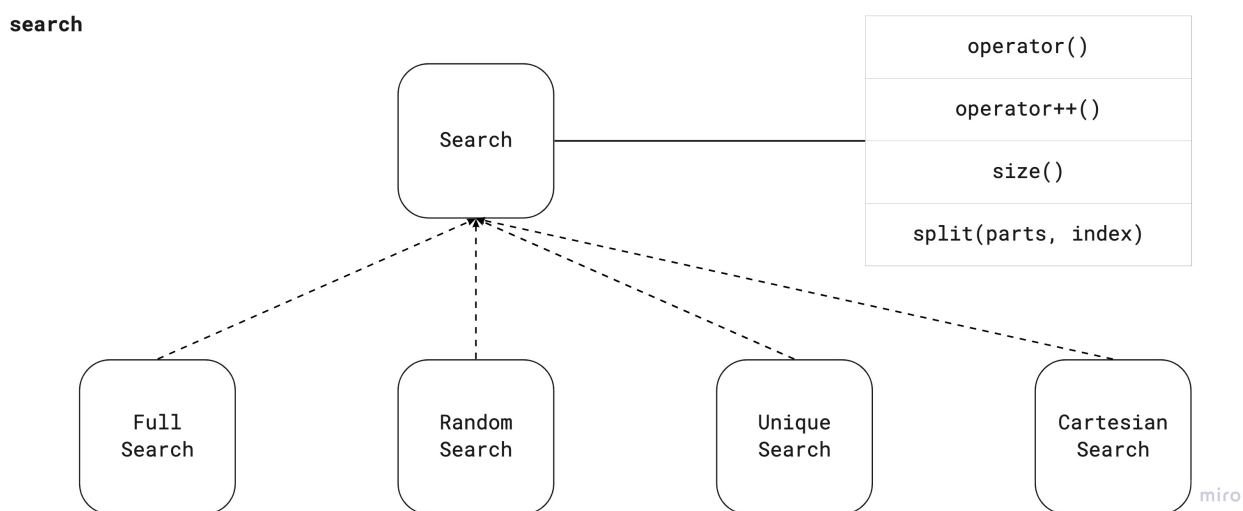 search
Search
operator()
operator++()
size()
split(parts, index)
Full
Search
Random
Search
Unique
Search
Cartesian
Search
miro